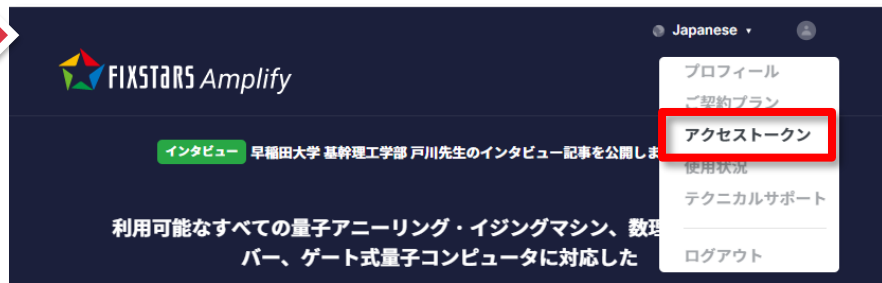 Japanese
FIXSTARS Amplify
プロフィール
ご契約プラン
アクセストークン
使用状況
テクニカルサポート
ログアウト
インタビュー 早稲田大学 基幹理工学部 戸川先生のインタビュー記事を公開しま
利用可能なすべての量子アニーリング・イジングマシン、数理
バー、ゲート式量子コンピュータに対応した